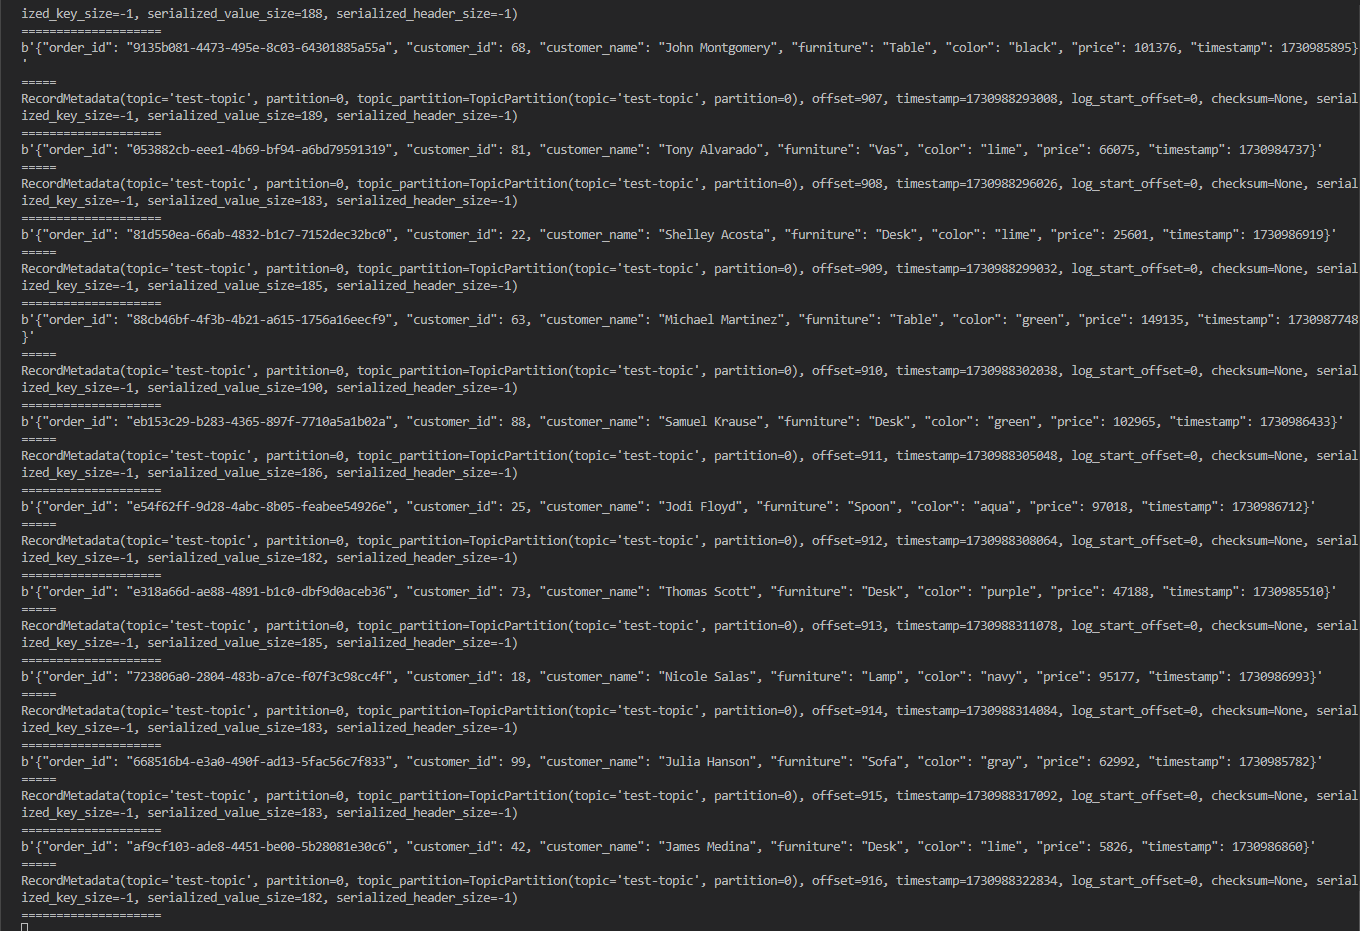 ized_key_size=-1, serialized_value_size=188, serialized_header_size=-1)
====================
b'{"order_id": "9135b081-4473-495e-8c03-64301885a55a", "customer_id": 68, "customer_name": "John Montgomery", "furniture": "Table", "color": "black", "price": 101376, "timestamp": 1730985895}
'
=====
RecordMetadata(topic='test-topic', partition=0, topic_partition=TopicPartition(topic='test-topic', partition=0), offset=907, timestamp=1730988293008, log_start_offset=0, checksum=None, serial
ized_key_size=-1, serialized_value_size=189, serialized_header_size=-1)
====================
b'{"order_id": "053882cb-eee1-4b69-bf94-a6bd79591319", "customer_id": 81, "customer_name": "Tony Alvarado", "furniture": "Vas", "color": "lime", "price": 66075, "timestamp": 1730984737}'
=====
RecordMetadata(topic='test-topic', partition=0, topic_partition=TopicPartition(topic='test-topic', partition=0), offset=908, timestamp=1730988296026, log_start_offset=0, checksum=None, serial
ized_key_size=-1, serialized_value_size=183, serialized_header_size=-1)
====================
b'{"order_id": "81d550ea-66ab-4832-b1c7-7152dec32bc0", "customer_id": 22, "customer_name": "Shelley Acosta", "furniture": "Desk", "color": "lime", "price": 25601, "timestamp": 1730986919}'
=====
RecordMetadata(topic='test-topic', partition=0, topic_partition=TopicPartition(topic='test-topic', partition=0), offset=909, timestamp=1730988299032, log_start_offset=0, checksum=None, serial
ized_key_size=-1, serialized_value_size=185, serialized_header_size=-1)
====================
b'{"order_id": "88cb46bf-4f3b-4b21-a615-1756a16eecf9", "customer_id": 63, "customer_name": "Michael Martinez", "furniture": "Table", "color": "green", "price": 149135, "timestamp": 1730987748
}'
=====
RecordMetadata(topic='test-topic', partition=0, topic_partition=TopicPartition(topic='test-topic', partition=0), offset=910, timestamp=1730988302038, log_start_offset=0, checksum=None, serial
ized_key_size=-1, serialized_value_size=190, serialized_header_size=-1)
====================
b'{"order_id": "eb153c29-b283-4365-897f-7710a5a1b02a", "customer_id": 88, "customer_name": "Samuel Krause", "furniture": "Desk", "color": "green", "price": 102965, "timestamp": 1730986433}'
=====
RecordMetadata(topic='test-topic', partition=0, topic_partition=TopicPartition(topic='test-topic', partition=0), offset=911, timestamp=1730988305048, log_start_offset=0, checksum=None, serial
ized_key_size=-1, serialized_value_size=186, serialized_header_size=-1)
====================
b'{"order_id": "e54f62ff-9d28-4abc-8b05-feabee54926e", "customer_id": 25, "customer_name": "Jodi Floyd", "furniture": "Spoon", "color": "aqua", "price": 97018, "timestamp": 1730986712}'
=====
RecordMetadata(topic='test-topic', partition=0, topic_partition=TopicPartition(topic='test-topic', partition=0), offset=912, timestamp=1730988308064, log_start_offset=0, checksum=None, serial
ized_key_size=-1, serialized_value_size=182, serialized_header_size=-1)
====================
b'{"order_id": "e318a66d-ae88-4891-b1c0-dbf9d0aceb36", "customer_id": 73, "customer_name": "Thomas Scott", "furniture": "Desk", "color": "purple", "price": 47188, "timestamp": 1730985510}'
=====
RecordMetadata(topic='test-topic', partition=0, topic_partition=TopicPartition(topic='test-topic', partition=0), offset=913, timestamp=1730988311078, log_start_offset=0, checksum=None, serial
ized_key_size=-1, serialized_value_size=185, serialized_header_size=-1)
====================
b'{"order_id": "723806a0-2804-483b-a7ce-f07f3c98cc4f", "customer_id": 18, "customer_name": "Nicole Salas", "furniture": "Lamp", "color": "navy", "price": 95177, "timestamp": 1730986993}'
=====
RecordMetadata(topic='test-topic', partition=0, topic_partition=TopicPartition(topic='test-topic', partition=0), offset=914, timestamp=1730988314084, log_start_offset=0, checksum=None, serial
ized_key_size=-1, serialized_value_size=183, serialized_header_size=-1)
====================
b'{"order_id": "668516b4-e3a0-490f-ad13-5fac56c7f833", "customer_id": 99, "customer_name": "Julia Hanson", "furniture": "Sofa", "color": "gray", "price": 62992, "timestamp": 1730985782}'
=====
RecordMetadata(topic='test-topic', partition=0, topic_partition=TopicPartition(topic='test-topic', partition=0), offset=915, timestamp=1730988317092, log_start_offset=0, checksum=None, serial
ized_key_size=-1, serialized_value_size=183, serialized_header_size=-1)
====================
b'{"order_id": "af9cf103-ade8-4451-be00-5b28081e30c6", "customer_id": 42, "customer_name": "James Medina", "furniture": "Desk", "color": "lime", "price": 5826, "timestamp": 1730986860}'
=====
RecordMetadata(topic='test-topic', partition=0, topic_partition=TopicPartition(topic='test-topic', partition=0), offset=916, timestamp=1730988322834, log_start_offset=0, checksum=None, serial
ized_key_size=-1, serialized_value_size=182, serialized_header_size=-1)
====================